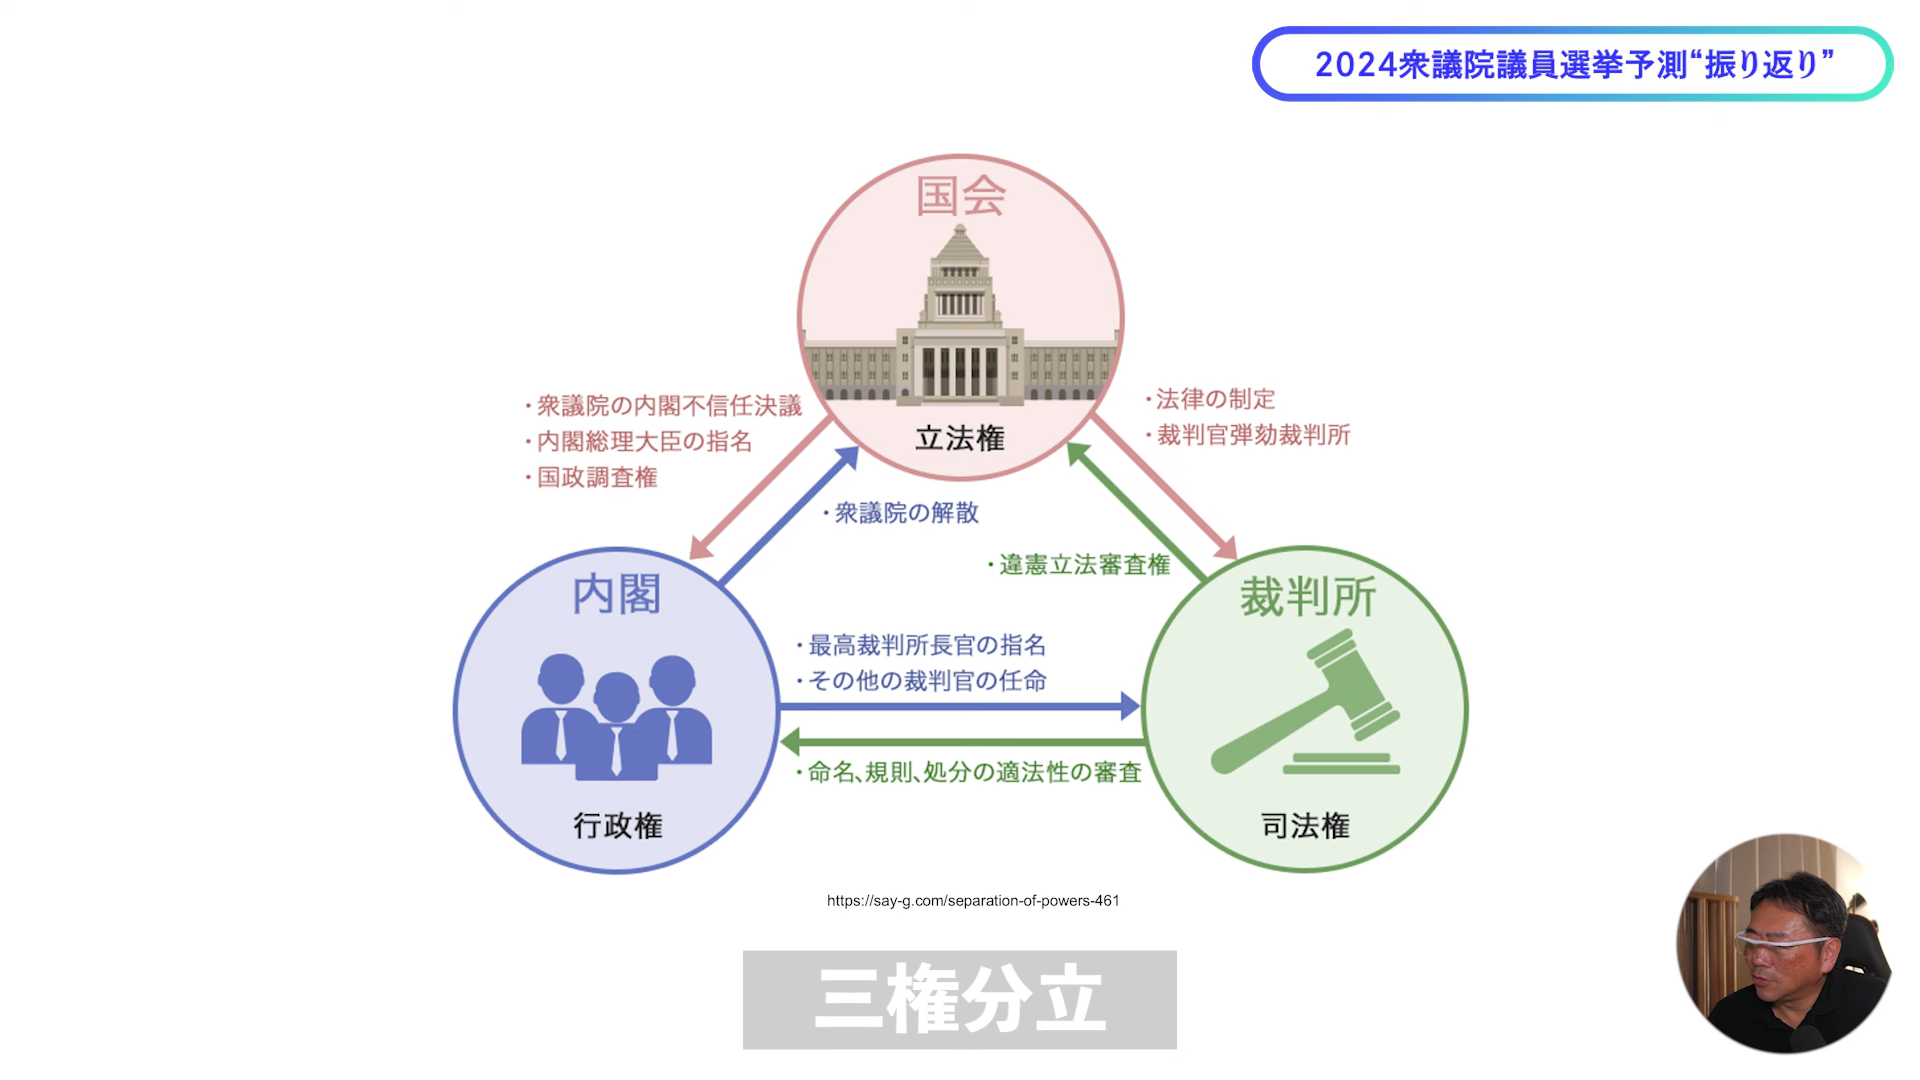 2024衆議院議員選挙予測“振り返り”
国会
立法権
・衆議院の内閣不信任決議
・内閣総理大臣の指名
・国政調査権
・法律の制定
・裁判官弾劾裁判所
・衆議院の解散
・違憲立法審査権
内閣
行政権
裁判所
司法権
・最高裁判所長官の指名
・その他の裁判官の任命
・命名、規則、処分の適法性の審査
https://say-g.com/separation-of-powers-461
三権分立